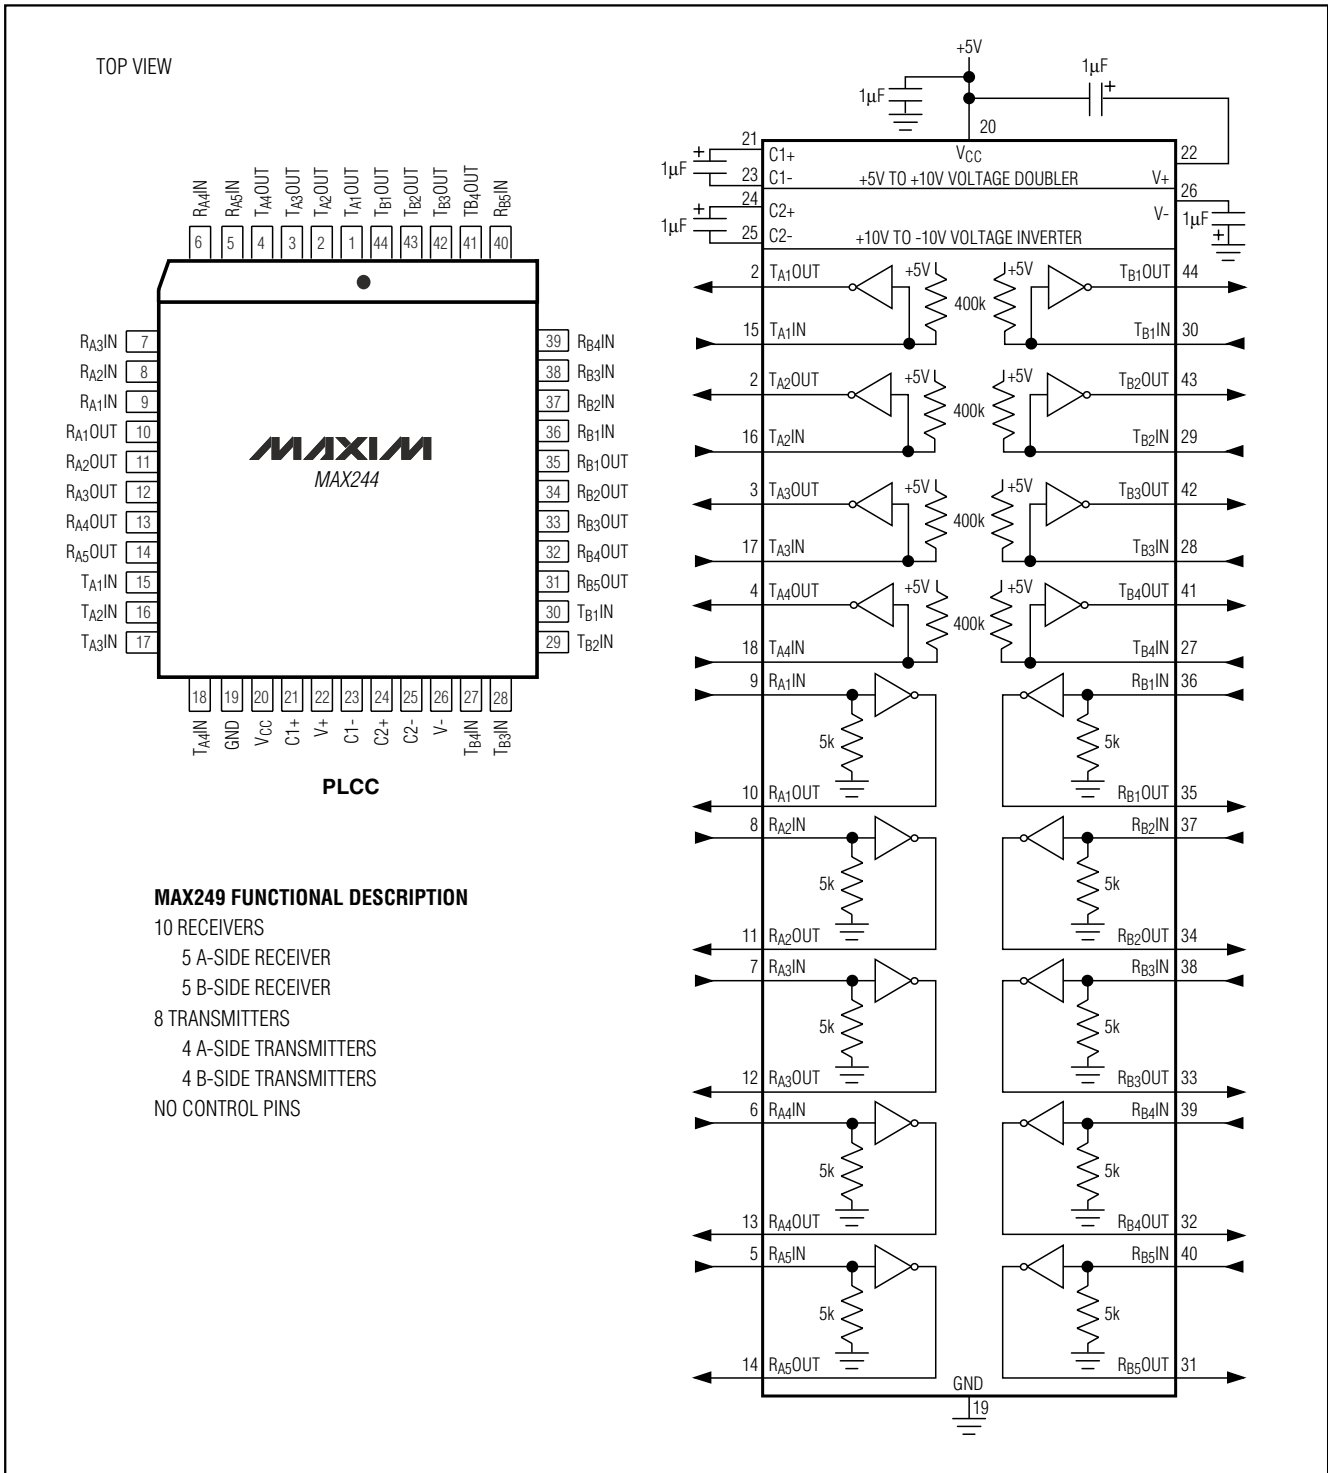 TOP VIEW
RA4IN
RA5IN
TA4OUT
TA3OUT
TA2OUT
TA1OUT
TB1OUT
TB2OUT
TB3OUT
TB4OUT
RB5IN
6 5 4 3 2 1 44 43 42 41 40
RA3IN 7
RA2IN 8
RA1IN 9
RA1OUT 10
RA2OUT 11
RA3OUT 12
RA4OUT 13
RA5OUT 14
TA1IN 15
TA2IN 16
TA3IN 17
MAXIM
MAX244
39 RB4IN
38 RB3IN
37 RB2IN
36 RB1IN
35 RB1OUT
34 RB2OUT
33 RB3OUT
32 RB4OUT
31 RB5OUT
30 TB1IN
29 TB2IN
18 19 20 21 22 23 24 25 26 27 28
TA4IN
GND
VCC
C1+
V+
C1-
C2+
C2-
V-
TB4IN
TB3IN
PLCC
MAX249 FUNCTIONAL DESCRIPTION
10 RECEIVERS
5 A-SIDE RECEIVER
5 B-SIDE RECEIVER
8 TRANSMITTERS
4 A-SIDE TRANSMITTERS
4 B-SIDE TRANSMITTERS
NO CONTROL PINS
+5V
1µF
1µF +
20
VCC
21 C1+
+ 1µF
23 C1-
+5V TO +10V VOLTAGE DOUBLER
22
V+
24 C2+
+ 1µF
25 C2-
+10V TO -10V VOLTAGE INVERTER
26
V-
1µF +
2 TA1OUT +5V +5V TB1OUT 44
400k
15 TA1IN TB1IN 30
2 TA2OUT +5V +5V TB2OUT 43
400k
16 TA2IN TB2IN 29
3 TA3OUT +5V +5V TB3OUT 42
400k
17 TA3IN TB3IN 28
4 TA4OUT +5V +5V TB4OUT 41
400k
18 TA4IN TB4IN 27
9 RA1IN RB1IN 36
5k 5k
10 RA1OUT RB1OUT 35
8 RA2IN RB2IN 37
5k 5k
11 RA2OUT RB2OUT 34
7 RA3IN RB3IN 38
5k 5k
12 RA3OUT RB3OUT 33
6 RA4IN RB4IN 39
5k 5k
13 RA4OUT RB4OUT 32
5 RA5IN RB5IN 40
5k 5k
14 RA5OUT RB5OUT 31
GND
19